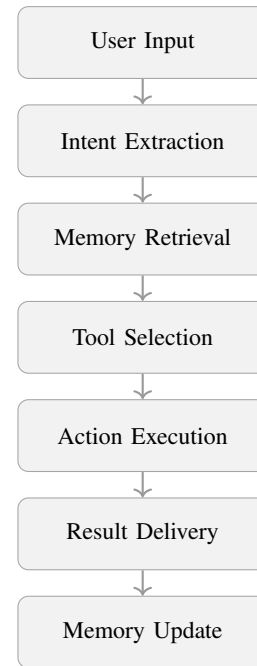 User Input
Intent Extraction
Memory Retrieval
Tool Selection
Action Execution
Result Delivery
Memory Update